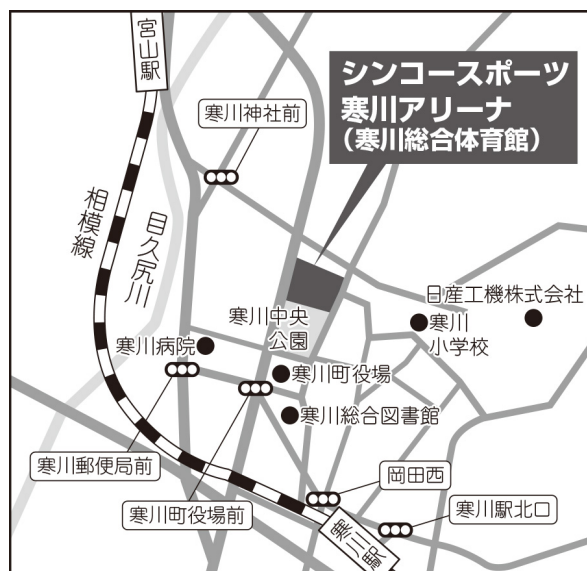 宮山駅
シンコースポーツ
寒川アリーナ
（寒川総合体育館）
寒川神社前
相模線
目久尻川
日産工機株式会社
寒川中央
公園
寒川
小学校
寒川病院
寒川町役場
寒川総合図書館
寒川郵便局前
岡田西
寒川町役場前
寒川駅北口
寒川駅